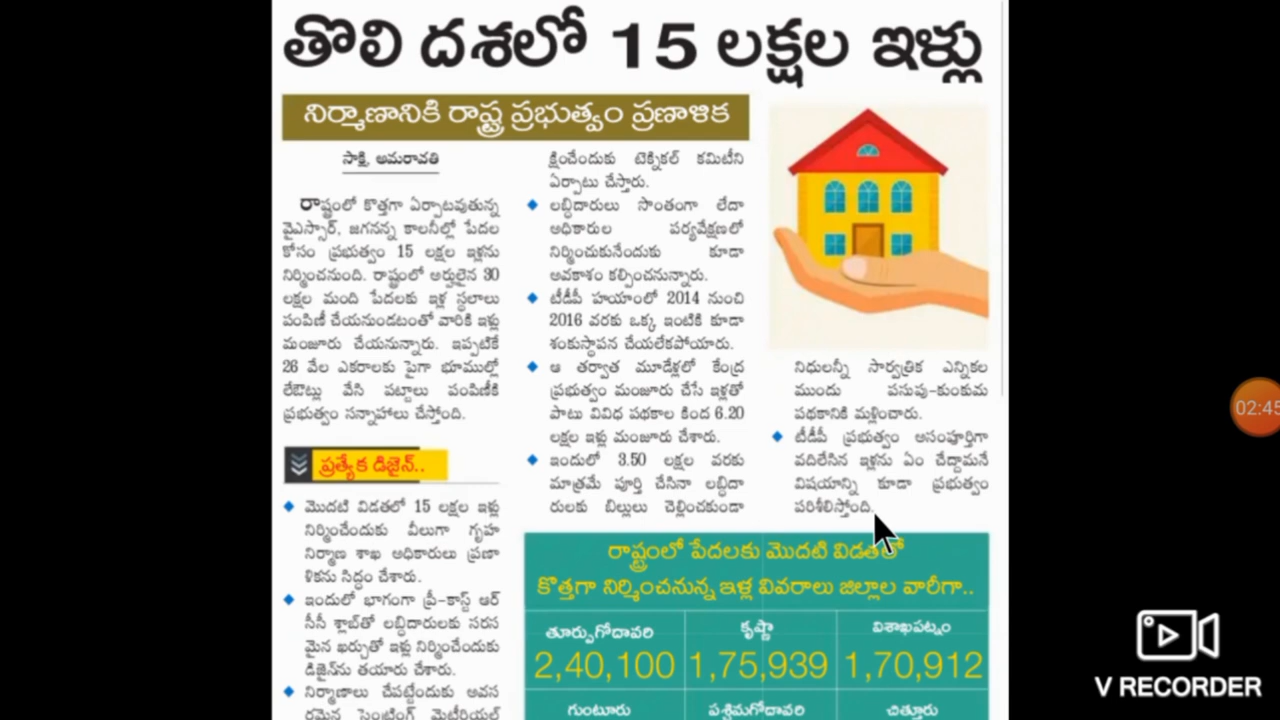 తొలి దశలో 15 లక్షల ఇళ్లు
నిర్మాణానికి రాష్ట్ర ప్రభుత్వం ప్రణాళిక
సాక్షి, అమరావతి
రాష్ట్రంలో కొత్తగా ఏర్పాటవుతున్న
వైఎస్సార్, జగనన్న కాలనీల్లో పేదల
కోసం ప్రభుత్వం 15 లక్షల ఇళ్లను
నిర్మించనుంది. రాష్ట్రంలో అర్హులైన 30
లక్షల మంది పేదలకు ఇళ్ల స్థలాలు
పంపిణీ చేయనుండటంతో వారికి ఇళ్లు
మంజూరు చేయనున్నారు. ఇప్పటికే
26 వేల ఎకరాలకు పైగా భూముల్లో
లేఔట్లు వేసి పట్టాలు పంపిణీకి
ప్రభుత్వం సన్నాహాలు చేస్తోంది.
ప్రత్యేక డిజైన్..
మొదటి విడతలో 15 లక్షల ఇళ్లు
నిర్మించేందుకు వీలుగా గృహ
నిర్మాణ శాఖ అధికారులు ప్రణా
ళికను సిద్ధం చేశారు.
ఇందులో భాగంగా ప్రీ-కాస్ట్ ఆర్
సీసీ శ్లాబ్‌తో లబ్ధిదారులకు సరస
మైన ఖర్చుతో ఇళ్లు నిర్మించేందుకు
డిజైన్‌ను తయారు చేశారు.
నిర్మాణాలు చేపట్టేందుకు అవస
రమైన సెంట్రింగ్ మెటీరియల్
క్షించేందుకు టెక్నికల్ కమిటీని
ఏర్పాటు చేస్తారు.
లబ్ధిదారులు సొంతంగా లేదా
అధికారుల పర్యవేక్షణలో
నిర్మించుకునేందుకు కూడా
అవకాశం కల్పించనున్నారు.
టీడీపీ హయాంలో 2014 నుంచి
2016 వరకు ఒక్క ఇంటికి కూడా
శంకుస్థాపన చేయలేకపోయారు.
ఆ తర్వాత మూడేళ్లలో కేంద్ర
ప్రభుత్వం మంజూరు చేసే ఇళ్లతో
పాటు వివిధ పథకాల కింద 6.20
లక్షల ఇళ్లు మంజూరు చేశారు.
ఇందులో 3.50 లక్షల వరకు
మాత్రమే పూర్తి చేసినా లబ్ధిదా
రులకు బిల్లులు చెల్లించకుండా
నిధులన్నీ సార్వత్రిక ఎన్నికల
ముందు పసుపు-కుంకుమ
పథకానికి మళ్లించారు.
టీడీపీ ప్రభుత్వం అసంపూర్తిగా
వదిలేసిన ఇళ్లను ఏం చేద్దామనే
విషయాన్ని కూడా ప్రభుత్వం
పరిశీలిస్తోంది.
రాష్ట్రంలో పేదలకు మొదటి విడతలో
కొత్తగా నిర్మించనున్న ఇళ్ల వివరాలు జిల్లాల వారీగా..
తూర్పుగోదావరి కృష్ణా విశాఖపట్నం
2,40,100 1,75,939 1,70,912
గుంటూరు పశ్చిమగోదావరి చిత్తూరు
02:45
V RECORDER